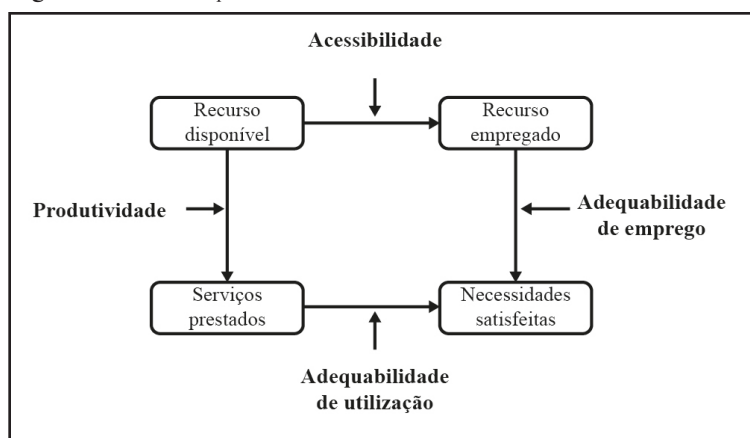 Acessibilidade
Recurso
disponível
Recurso
empregado
Produtividade
Adequabilidade
de emprego
Serviços
prestados
Necessidades
satisfeitas
Adequabilidade
de utilização